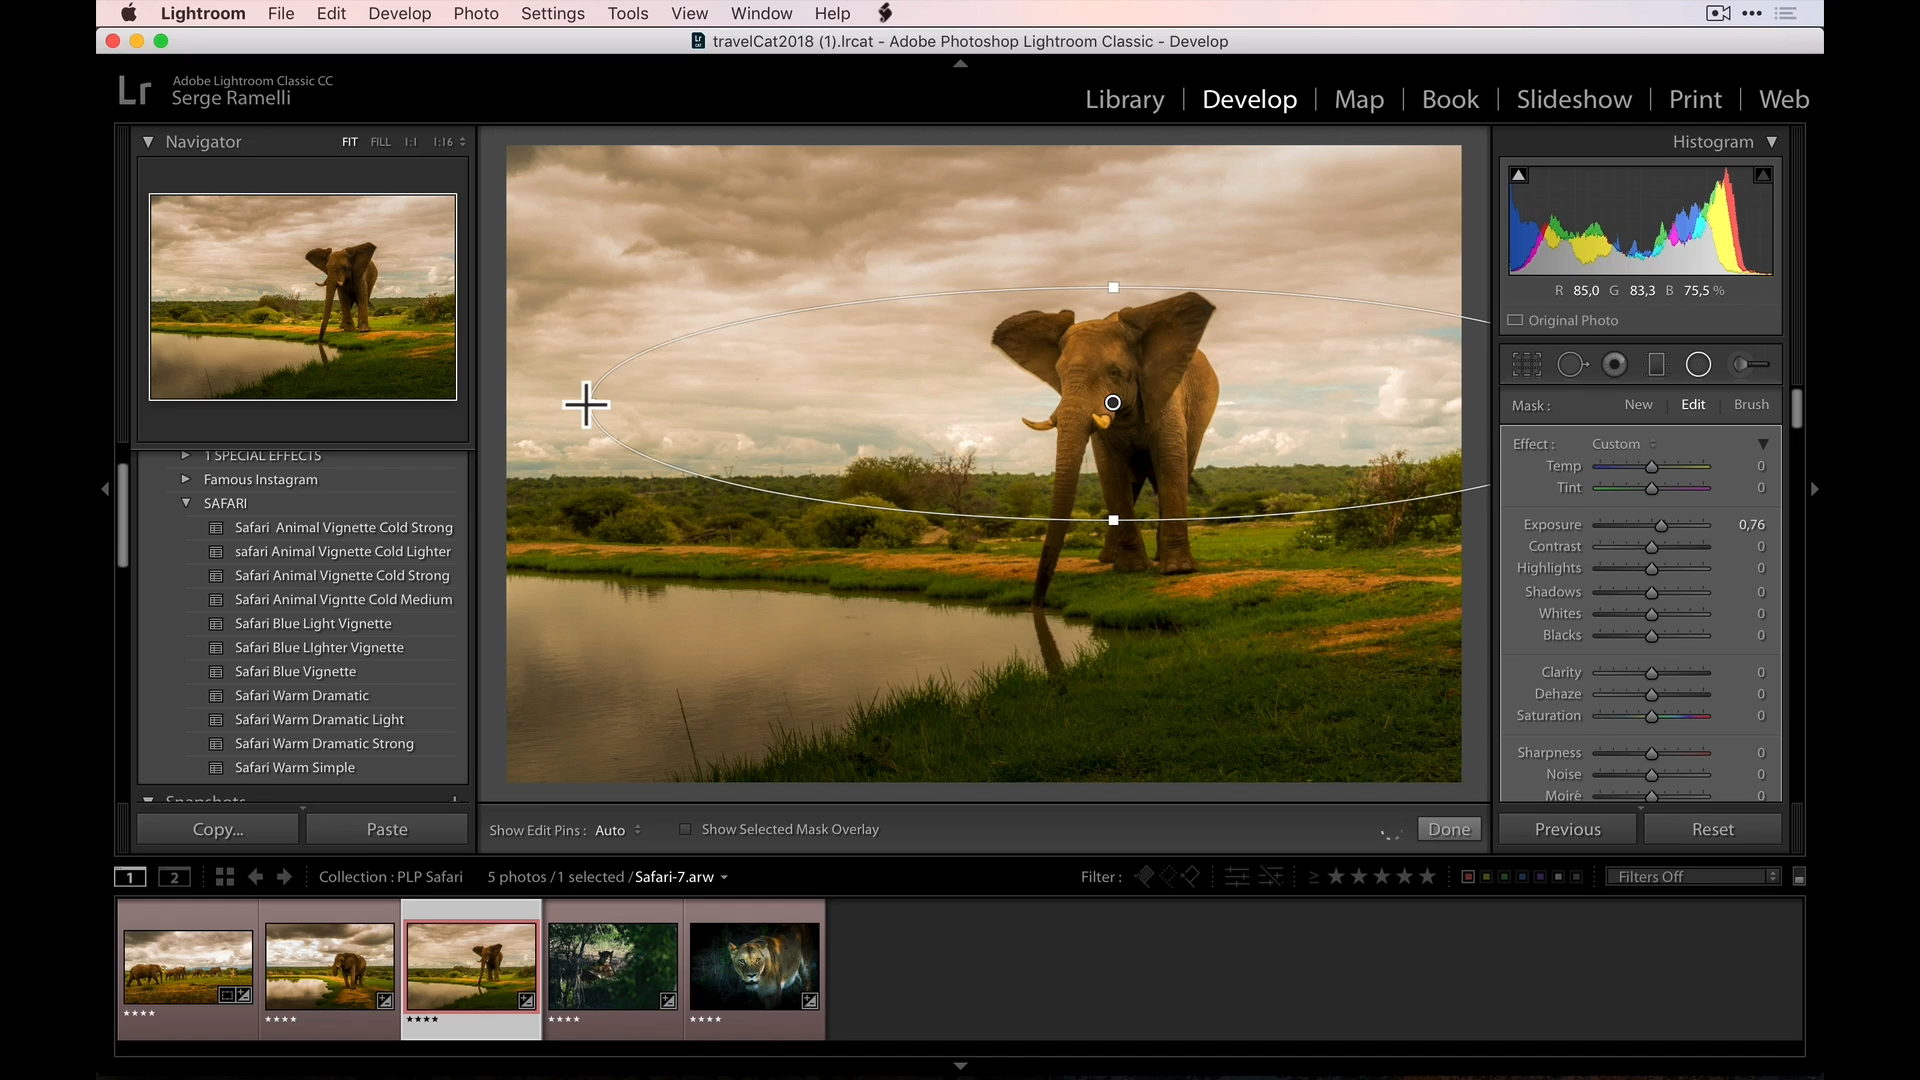 Lightroom File Edit Develop Photo Settings Tools View Window Help
travelCat2018 (1).lrcat - Adobe Photoshop Lightroom Classic - Develop
Lr
Adobe Lightroom Classic CC
Serge Ramelli
Library | Develop | Map | Book | Slideshow | Print | Web
Navigator FIT FILL 1:1 1:16
Histogram
R 85,0 G 83,3 B 75,5 %
Original Photo
Mask : New Edit Brush
Effect : Custom
Temp 0
Tint 0
Exposure 0,76
Contrast 0
Highlights 0
Shadows 0
Whites 0
Blacks 0
Clarity 0
Dehaze 0
Saturation 0
Sharpness 0
Noise 0
Moiré 0
1 SPECIAL EFFECTS
Famous Instagram
SAFARI
Safari Animal Vignette Cold Strong
safari Animal Vignette Cold Lighter
Safari Animal Vignette Cold Strong
Safari Animal Vigntte Cold Medium
Safari Blue Light Vignette
Safari Blue LIghter Vignette
Safari Blue Vignette
Safari Warm Dramatic
Safari Warm Dramatic Light
Safari Warm Dramatic Strong
Safari Warm Simple
Snapshots
Copy... Paste
Show Edit Pins : Auto Show Selected Mask Overlay Done
Previous Reset
1 2 Collection : PLP Safari 5 photos / 1 selected / Safari-7.arw Filter : Filters Off